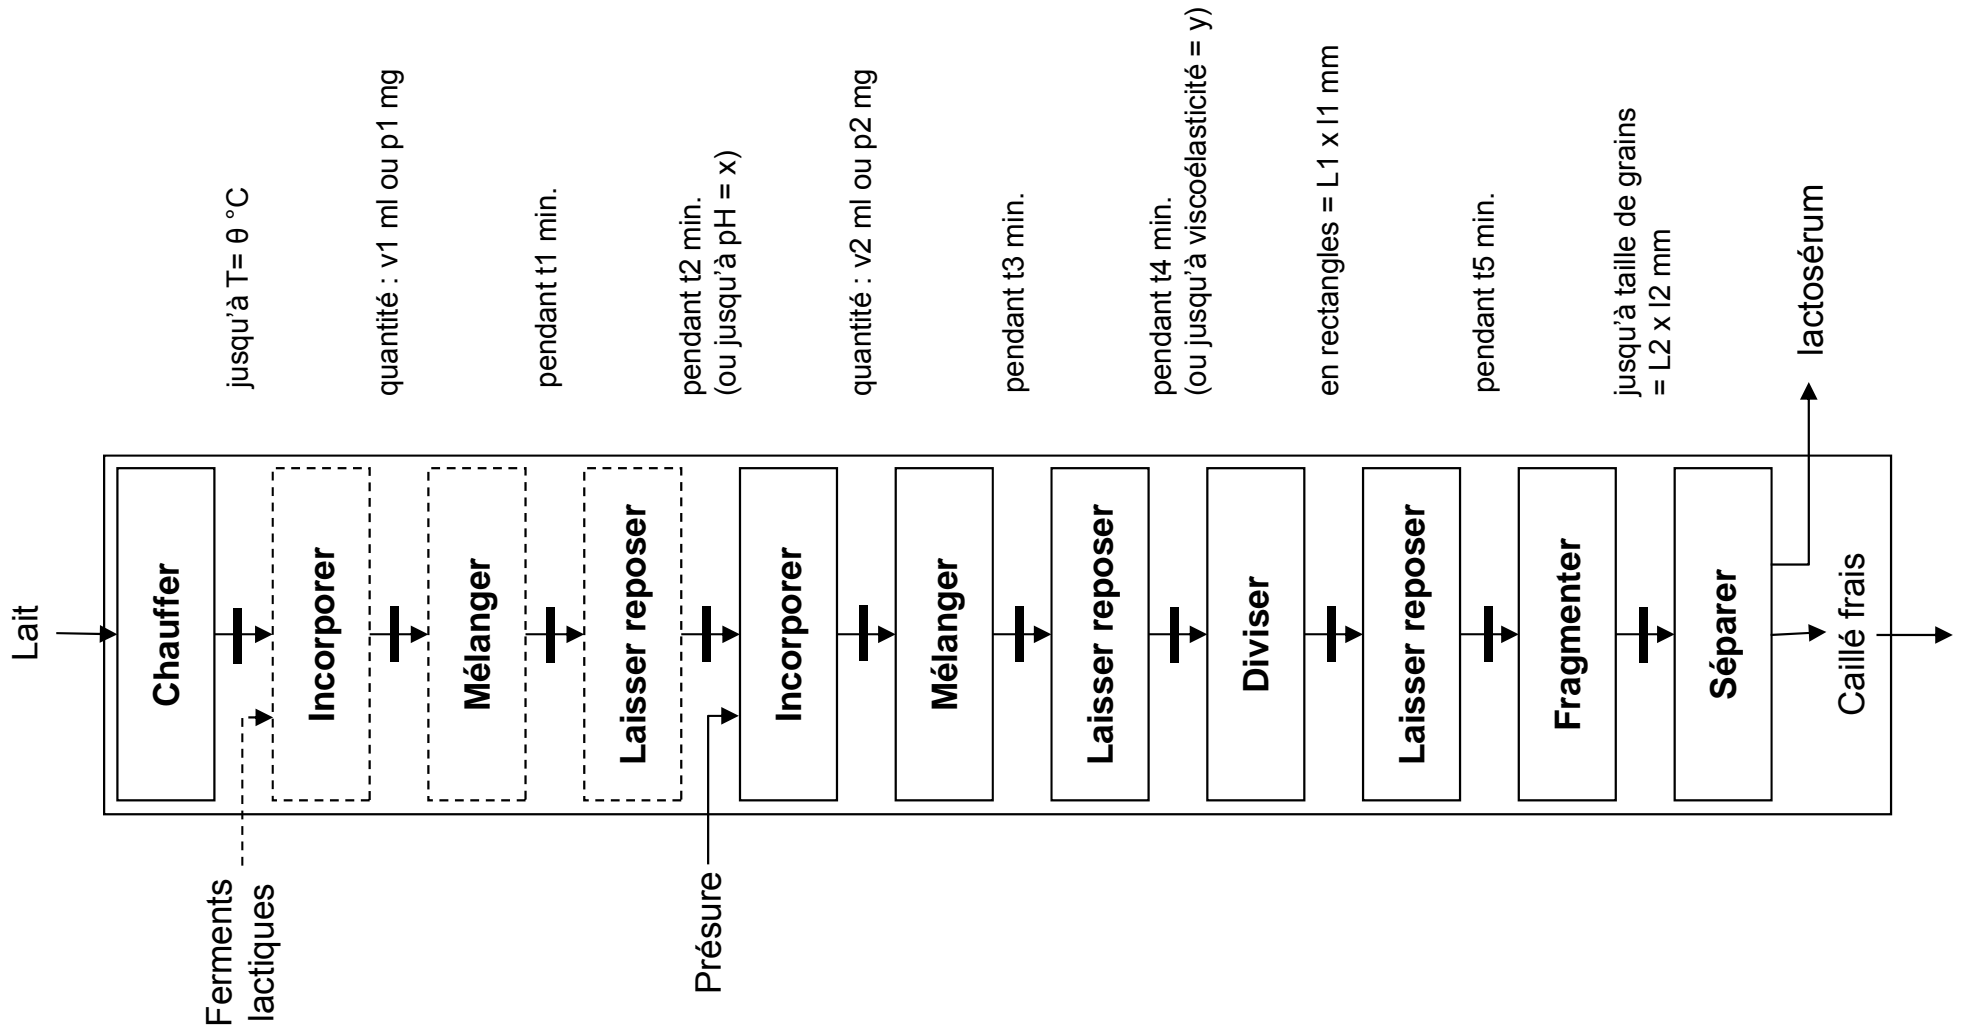 Lait
Chauffer
jusqu'à T= θ °C
Ferments
lactiques
Incorporer
quantité : v1 ml ou p1 mg
Mélanger
pendant t1 min.
Laisser reposer
pendant t2 min.
(ou jusqu'à pH = x)
Présure
Incorporer
quantité : v2 ml ou p2 mg
Mélanger
pendant t3 min.
Laisser reposer
pendant t4 min.
(ou jusqu'à viscoélasticité = y)
Diviser
en rectangles = L1 x l1 mm
Laisser reposer
pendant t5 min.
Fragmenter
jusqu'à taille de grains
= L2 x l2 mm
Séparer
lactosérum
Caillé frais